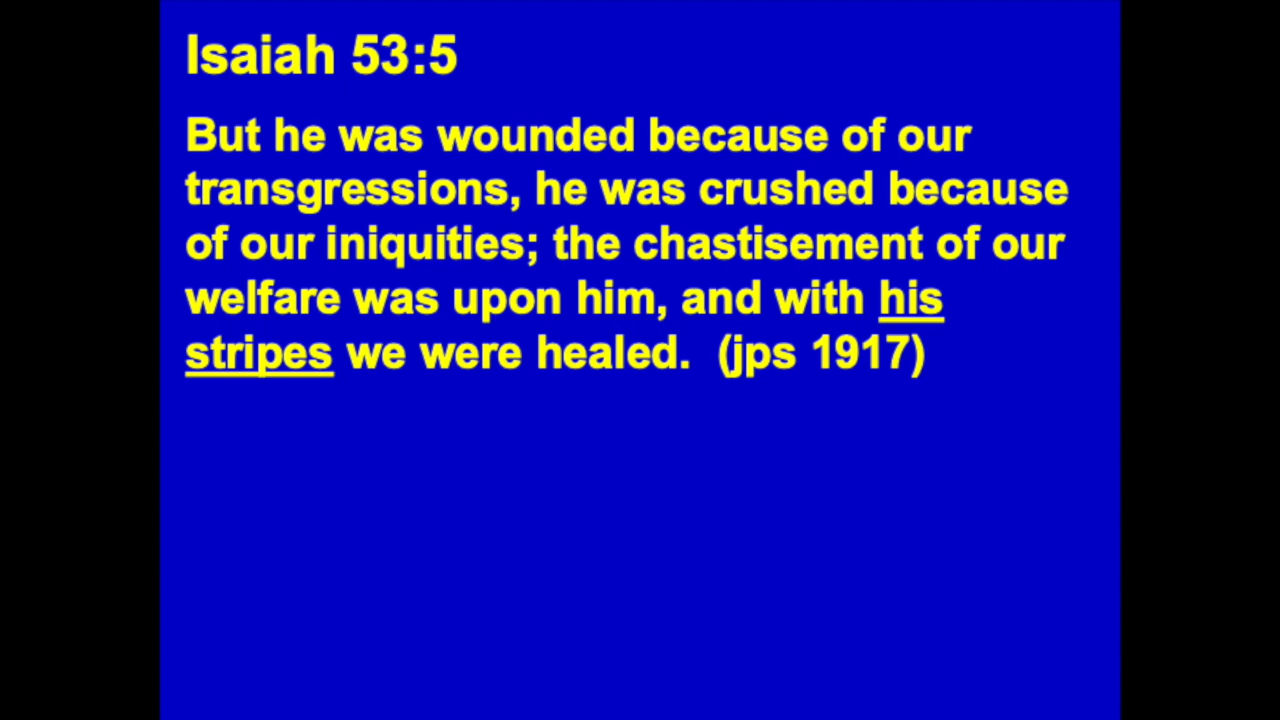 Isaiah 53:5
But he was wounded because of our
transgressions, he was crushed because
of our iniquities; the chastisement of our
welfare was upon him, and with his
stripes we were healed.  (jps 1917)